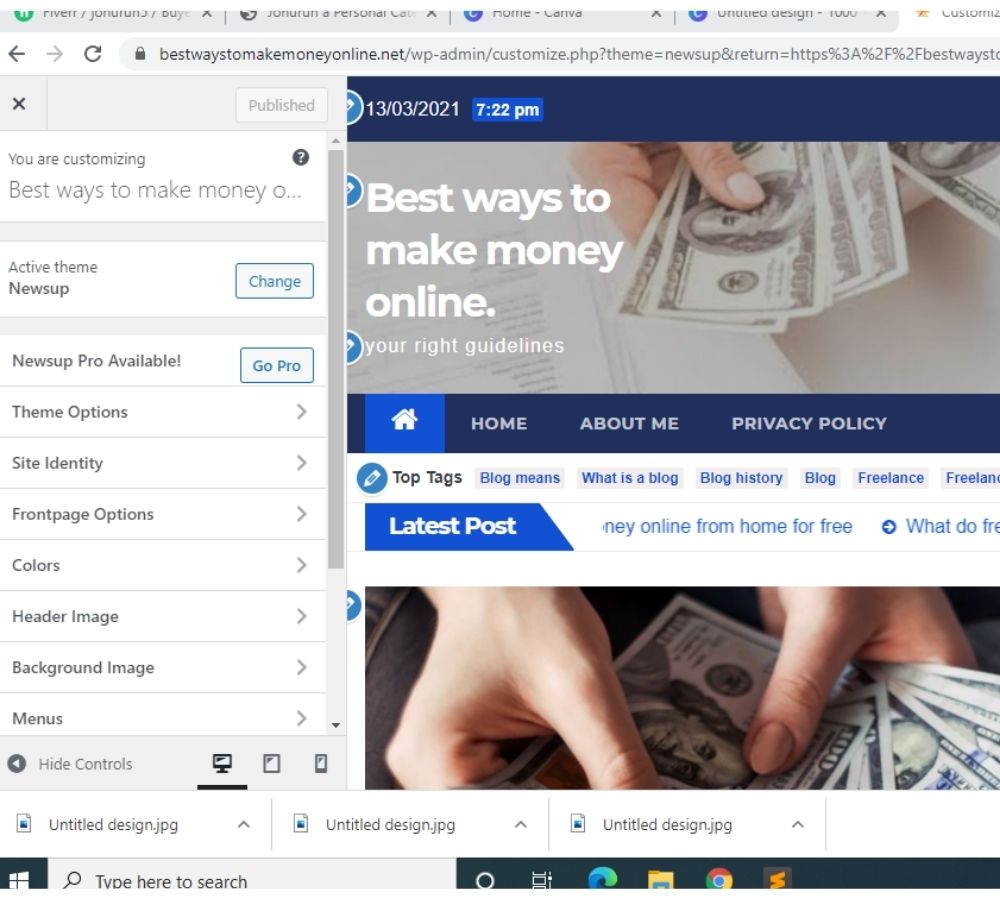 Fiverr / jonurun5 / Buye
Jonurun a Personal Cate
Home - Canva
Untitled design - 1000
Customiz
bestwaystomakemoneyonline.net/wp-admin/customize.php?theme=newsup&return=https%3A%2F%2Fbestwaysto
Published
You are customizing
Best ways to make money o...
Active theme
Newsup
Change
Newsup Pro Available!
Go Pro
Theme Options
Site Identity
Frontpage Options
Colors
Header Image
Background Image
Menus
Hide Controls
13/03/2021 7:22 pm
Best ways to
make money
online.
your right guidelines
HOME ABOUT ME PRIVACY POLICY
Top Tags Blog means What is a blog Blog history Blog Freelance Freelanc
Latest Post
ney online from home for free What do fre
Untitled design.jpg
Untitled design.jpg
Untitled design.jpg
Type here to search